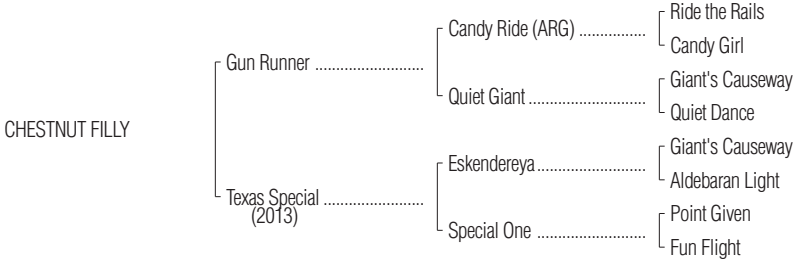 Ride the Rails
Candy Ride (ARG) ................
Candy Girl
Gun Runner ..........................
Giant's Causeway
Quiet Giant ............................
Quiet Dance
CHESTNUT FILLY
Giant's Causeway
Eskendereya ..........................
Aldebaran Light
Texas Special ........................
(2013)
Point Given
Special One ..........................
Fun Flight